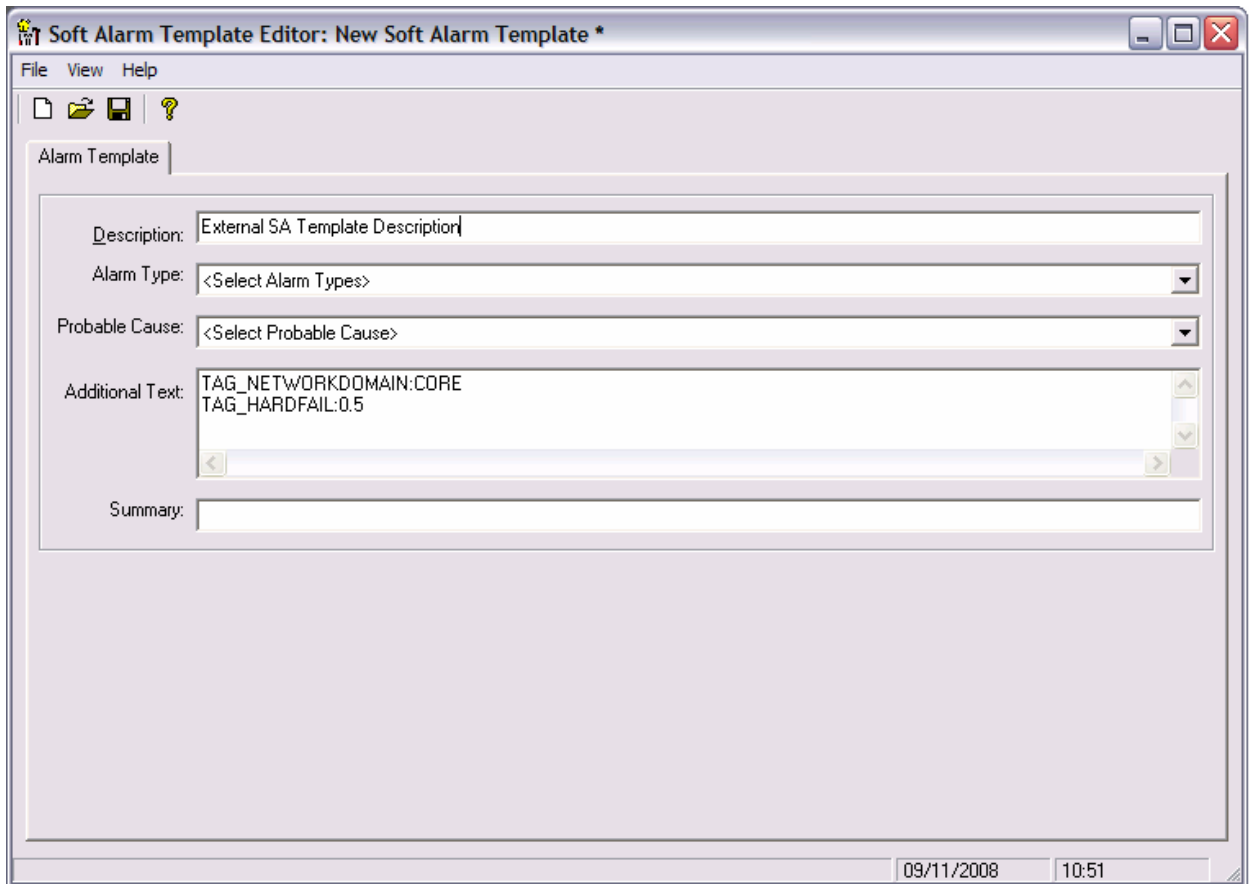 Soft Alarm Template Editor: New Soft Alarm Template *
File View Help
Alarm Template
Description: External SA Template Description
Alarm Type: <Select Alarm Types>
Probable Cause: <Select Probable Cause>
Additional Text: TAG_NETWORKDOMAIN:CORE
TAG_HARDFAIL:0.5
Summary:
09/11/2008 10:51